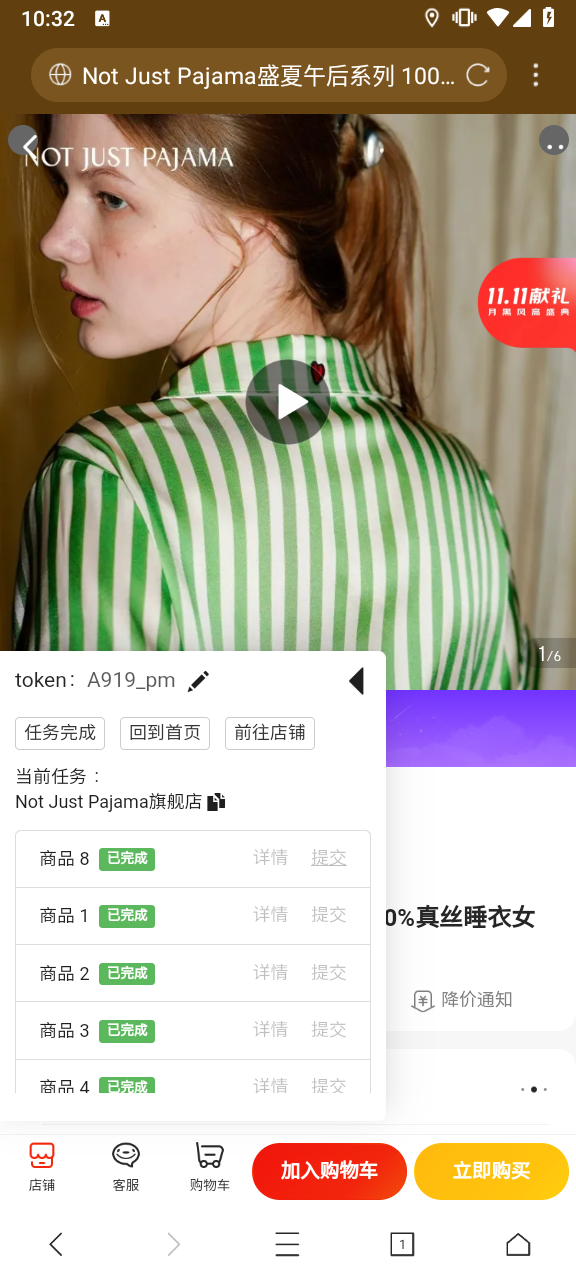 10:32
A
Not Just Pajama盛夏午后系列 100...
NOT JUST PAJAMA
11.11献礼
月黑风高盛典
1/6
token: A919_pm
任务完成 回到首页 前往店铺
当前任务：
Not Just Pajama旗舰店
商品 8 已完成 详情 提交
商品 1 已完成 详情 提交
0%真丝睡衣女
商品 2 已完成 详情 提交
降价通知
商品 3 已完成 详情 提交
商品 4 已完成 详情 提交
店铺 客服 购物车 加入购物车 立即购买
1